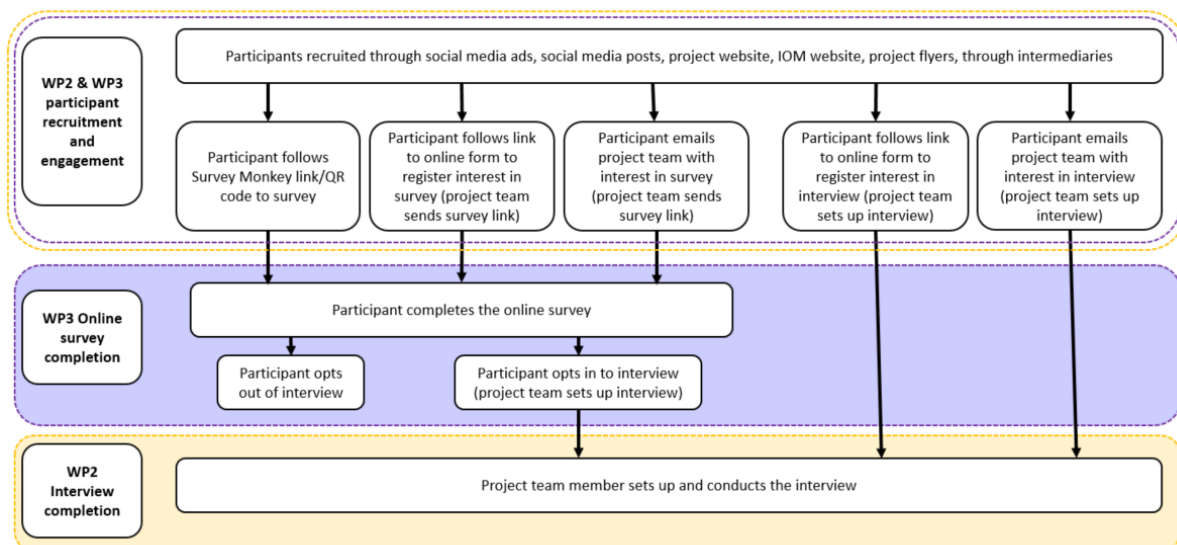 WP2 & WP3
participant
recruitment
and
engagement
Participants recruited through social media ads, social media posts, project website, IOM website, project flyers, through intermediaries
Participant follows
Survey Monkey link/QR
code to survey
Participant follows link
to online form to
register interest in
survey (project team
sends survey link)
Participant emails
project team with
interest in survey
(project team sends
survey link)
Participant follows link
to online form to
register interest in
interview (project team
sets up interview)
Participant emails
project team with
interest in interview
(project team sets up
interview)
WP3 Online
survey
completion
Participant completes the online survey
Participant opts
out of interview
Participant opts in to interview
(project team sets up interview)
WP2
Interview
completion
Project team member sets up and conducts the interview